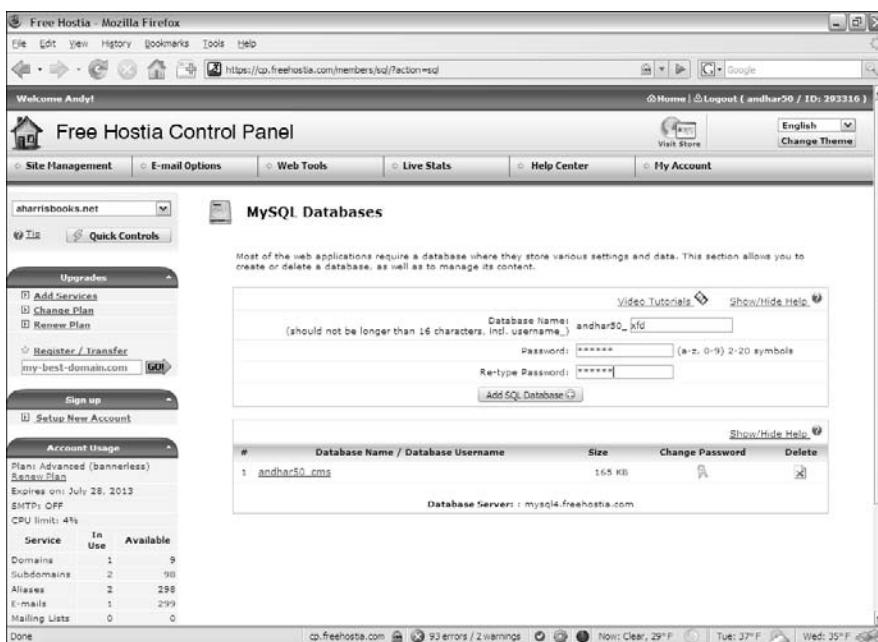 Free Hostia - Mozilla Firefox
File Edit View History Bookmarks Tools Help
https://cp.freehostia.com/members/sql/?action=sql
Google
Welcome Andy!
Home | Logout ( andhar50 / ID: 293316 )
Free Hostia Control Panel
Visit Store
English
Change Theme
Site Management
E-mail Options
Web Tools
Live Stats
Help Center
My Account
aharrisbooks.net
Tip
Quick Controls
MySQL Databases
Most of the web applications require a database where they store various settings and data. This section allows you to
create or delete a database, as well as to manage its content.
Upgrades
Add Services
Change Plan
Renew Plan
Register / Transfer
my-best-domain.com GO!
Video Tutorials Show/Hide Help
Database Name:
(should not be longer than 16 characters, incl. username_) andhar50_ xfd
Password: ****** (a-z, 0-9) 2-20 symbols
Re-type Password: ******
Add SQL Database
Sign up
Setup New Account
Show/Hide Help
# Database Name / Database Username Size Change Password Delete
1 andhar50_cms 165 KB
Database Server: : mysql4.freehostia.com
Account Usage
Plan: Advanced (bannerless)
Renew Plan
Expires on: July 28, 2013
SMTP: OFF
CPU limit: 4%
Service In Use Available
Domains 1 9
Subdomains 2 98
Aliases 2 298
E-mails 1 299
Mailing Lists 0 0
Done
cp.freehostia.com 93 errors / 2 warnings Now: Clear, 29°F Tue: 37°F Wed: 35°F